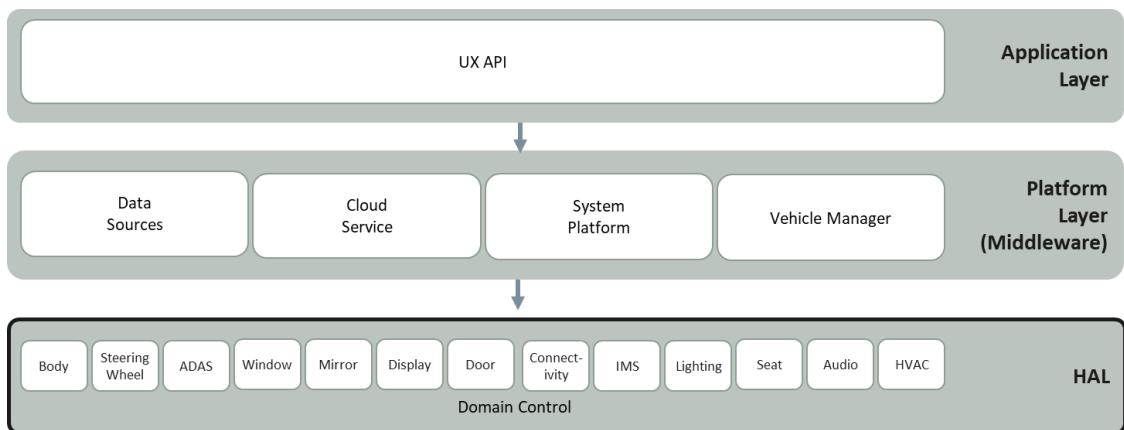 UX API
Application
Layer
Data
Sources
Cloud
Service
System
Platform
Vehicle Manager
Platform
Layer
(Middleware)
Body
Steering
Wheel
ADAS
Window
Mirror
Display
Door
Connect-
ivity
IMS
Lighting
Seat
Audio
HVAC
HAL
Domain Control